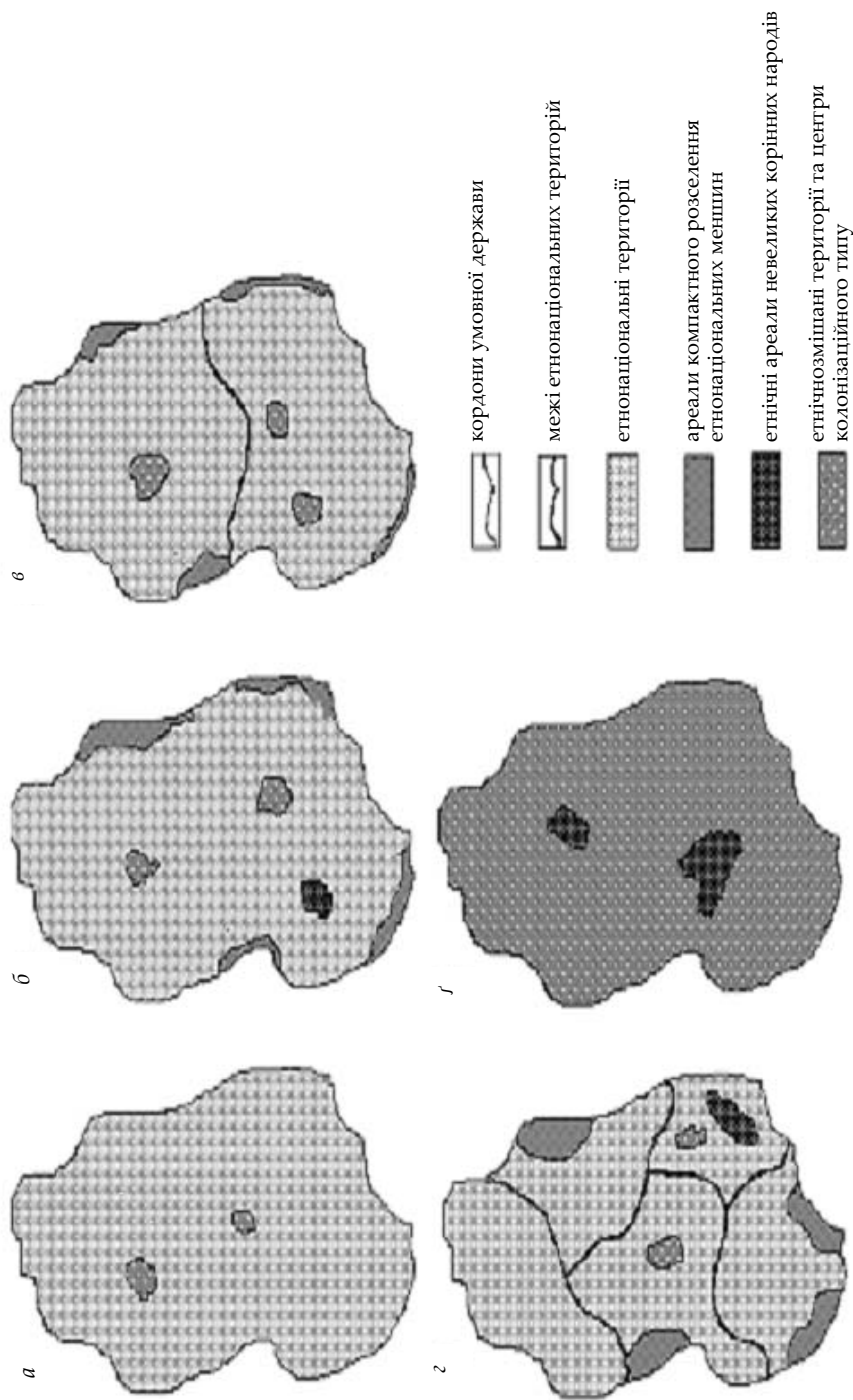 а
б
в
г
ґ
кордони умовної держави
межі етнонаціональних територій
етнонаціональні території
ареали компактного розселення
етнонаціональних меншин
етнічні ареали невеликих корінних народів
етнічнозмішані території та центри
колонізаційного типу